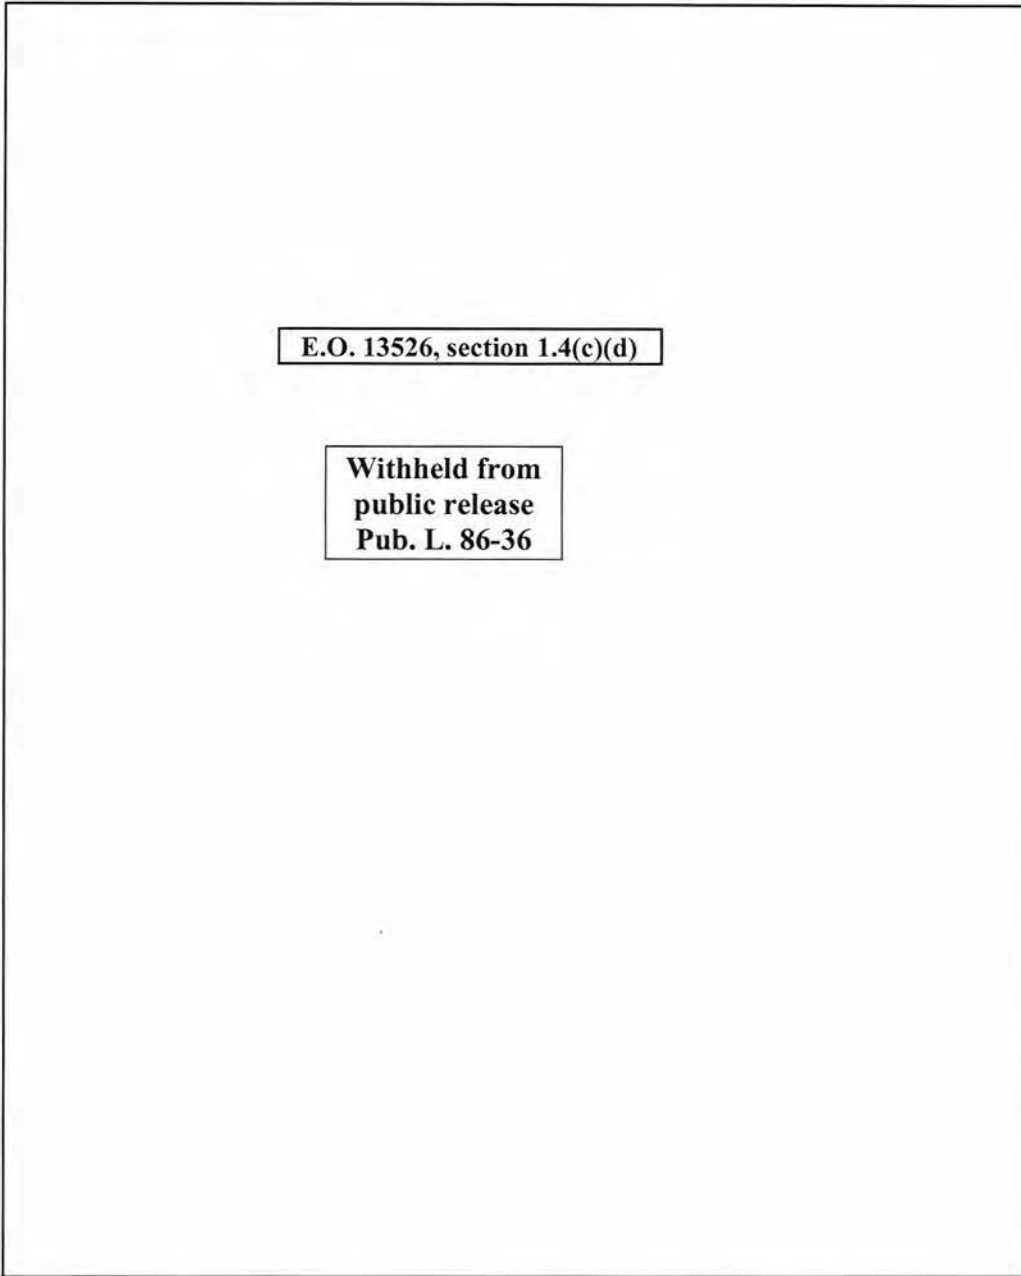 E.O. 13526, section 1.4(c)(d)
Withheld from
public release
Pub. L. 86-36